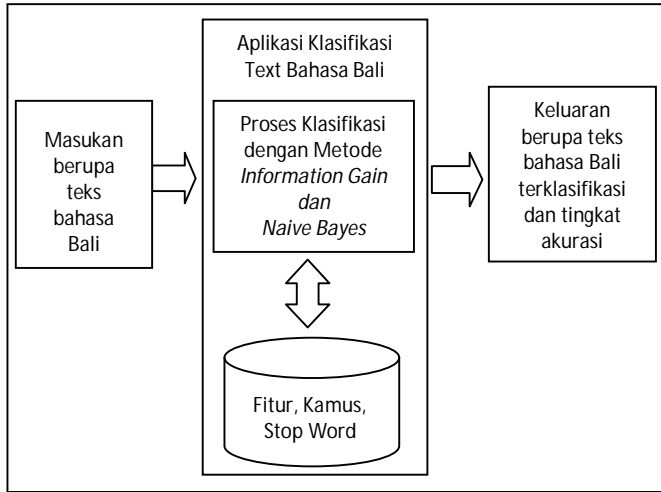 Aplikasi Klasifikasi
Text Bahasa Bali
Masukan
berupa
teks
bahasa
Bali
Proses Klasifikasi
dengan Metode
Information Gain
dan
Naive Bayes
Keluaran
berupa teks
bahasa Bali
terklasifikasi
dan tingkat
akurasi
Fitur, Kamus,
Stop Word